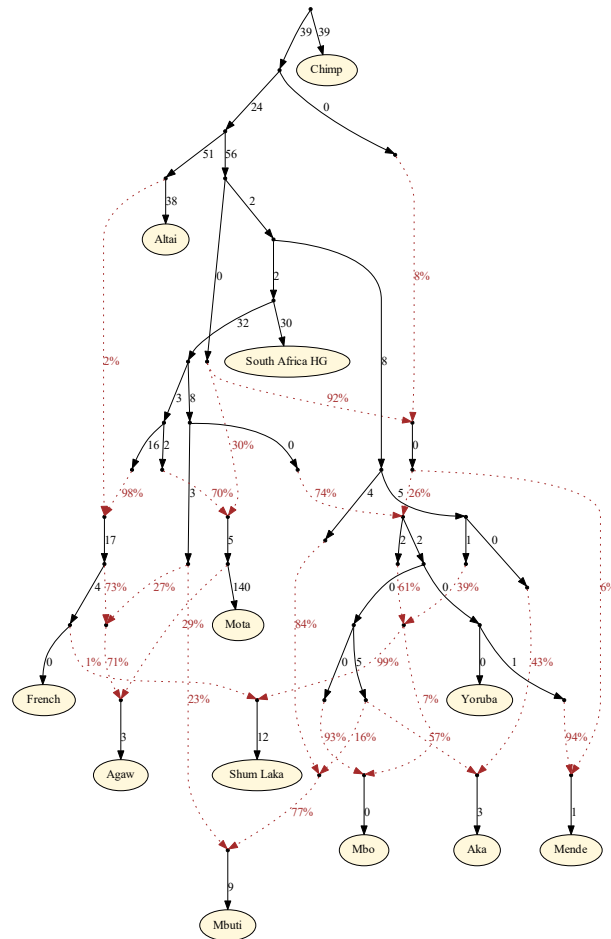 39 39
Chimp
24 0
51 56
38 2
Altai
0 2 8%
32 30
2% South Africa HG 8
3 8 92%
16 2 0 0
30%
98% 70% 74% 4 5 26%
17 3 5 2 2 1 0
4 73% 27% 140 0 61% 0 39% 6%
Mota
29%
0 1% 71% 84% 99% 0 5 0 1 43%
French 23% 7% Yoruba
3 12 93% 16% 57% 94%
Agaw Shum Laka
77% 0 3 1
Mbo Aka Mende
9
Mbuti